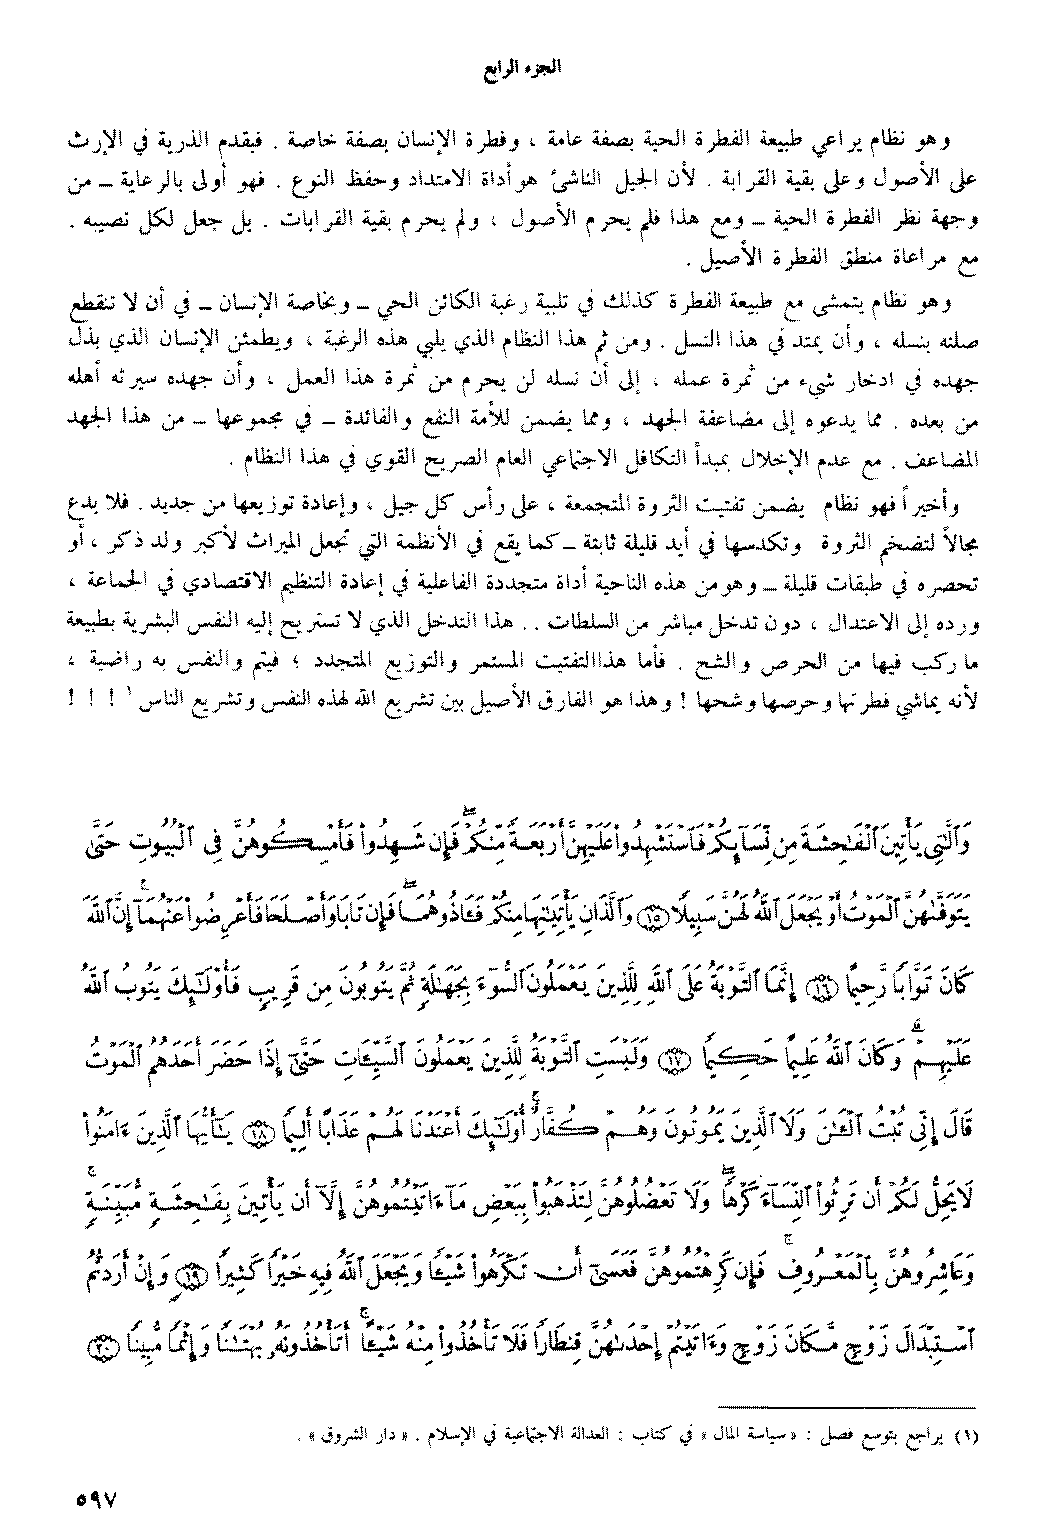 الجزء الرابع
وهو نظام يراعي طبيعة الفطرة الحية بصفة عامة ، وفطرة الإنسان بصفة خاصة . فيقدم الذرية في الإرث
على الأصول وعلى بقية القرابة . لأن الجيل الناشئ هو أداة الامتداد وحفظ النوع . فهو أولى بالرعاية – من
وجهة نظر الفطرة الحية – ومع هذا فلم يحرم الأصول ، ولم يحرم بقية القرابات . بل جعل لكل نصيبه .
مع مراعاة منطق الفطرة الأصيل .
وهو نظام يتمشى مع طبيعة الفطرة كذلك في تلبية رغبة الكائن الحي – وبخاصة الإنسان – في أن لا تنقطع
صلته بنسله ، وأن يمتد في هذا النسل . ومن ثم هذا النظام الذي يلبي هذه الرغبة ، ويطمئن الإنسان الذي بذل
جهده في ادخار شيء من ثمرة عمله ، إلى أن نسله لن يحرم من ثمرة هذا العمل ، وأن جهده سيرثه أهله
من بعده . مما يدعوه إلى مضاعفة الجهد ، ومما يضمن للأمة النفع والفائدة – في مجموعها – من هذا الجهد
المضاعف . مع عدم الإخلال بمبدأ التكافل الاجتماعي العام الصريح القوي في هذا النظام .
وأخيراً فهو نظام يضمن تفتيت الثروة المتجمعة ، على رأس كل جيل ، وإعادة توزيعها من جديد . فلا يدع
مجالاً لتضخم الثروة وتكدسها في أيد قليلة ثابتة – كما يقع في الأنظمة التي تجعل الميراث لأكبر ولد ذكر ، أو
تحصره في طبقات قليلة – وهو من هذه الناحية أداة متجددة الفاعلية في إعادة التنظيم الاقتصادي في الجماعة ،
ورده إلى الاعتدال ، دون تدخل مباشر من السلطات .. هذا التدخل الذي لا تستريح إليه النفس البشرية بطبيعة
ما ركب فيها من الحرص والشح . فأما هذا التفتيت المستمر والتوزيع المتجدد ؛ فيتم والنفس به راضية ،
لأنه يماشي فطرتها وحرصها وشحها ! وهذا هو الفارق الأصيل بين تشريع الله لهذه النفس وتشريع الناس ١ ! ! !
وَٱلَّٰتِي يَأْتِينَ ٱلْفَٰحِشَةَ مِن نِّسَآئِكُمْ فَٱسْتَشْهِدُوا۟ عَلَيْهِنَّ أَرْبَعَةً مِّنكُمْ ۖ فَإِن شَهِدُوا۟ فَأَمْسِكُوهُنَّ فِي ٱلْبُيُوتِ حَتَّىٰ
يَتَوَفَّىٰهُنَّ ٱلْمَوْتُ أَوْ يَجْعَلَ ٱللَّهُ لَهُنَّ سَبِيلًا ﴿١٥﴾ وَٱلَّذَانِ يَأْتِيَٰنِهَا مِنكُمْ فَـَٔاذُوهُمَا ۖ فَإِن تَابَا وَأَصْلَحَا فَأَعْرِضُوا۟ عَنْهُمَآ ۗ إِنَّ ٱللَّهَ
كَانَ تَوَّابًا رَّحِيمًا ﴿١٦﴾ إِنَّمَا ٱلتَّوْبَةُ عَلَى ٱللَّهِ لِلَّذِينَ يَعْمَلُونَ ٱلسُّوٓءَ بِجَهَٰلَةٍ ثُمَّ يَتُوبُونَ مِن قَرِيبٍ فَأُو۟لَٰٓئِكَ يَتُوبُ ٱللَّهُ
عَلَيْهِمْ ۗ وَكَانَ ٱللَّهُ عَلِيمًا حَكِيمًا ﴿١٧﴾ وَلَيْسَتِ ٱلتَّوْبَةُ لِلَّذِينَ يَعْمَلُونَ ٱلسَّيِّـَٔاتِ حَتَّىٰٓ إِذَا حَضَرَ أَحَدَهُمُ ٱلْمَوْتُ
قَالَ إِنِّي تُبْتُ ٱلْـَٰٔنَ وَلَا ٱلَّذِينَ يَمُوتُونَ وَهُمْ كُفَّارٌ ۚ أُو۟لَٰٓئِكَ أَعْتَدْنَا لَهُمْ عَذَابًا أَلِيمًا ﴿١٨﴾ يَٰٓأَيُّهَا ٱلَّذِينَ ءَامَنُوا۟
لَا يَحِلُّ لَكُمْ أَن تَرِثُوا۟ ٱلنِّسَآءَ كَرْهًا ۖ وَلَا تَعْضُلُوهُنَّ لِتَذْهَبُوا۟ بِبَعْضِ مَآ ءَاتَيْتُمُوهُنَّ إِلَّآ أَن يَأْتِينَ بِفَٰحِشَةٍ مُّبَيِّنَةٍ ۚ
وَعَاشِرُوهُنَّ بِٱلْمَعْرُوفِ ۚ فَإِن كَرِهْتُمُوهُنَّ فَعَسَىٰٓ أَن تَكْرَهُوا۟ شَيْـًٔا وَيَجْعَلَ ٱللَّهُ فِيهِ خَيْرًا كَثِيرًا ﴿١٩﴾ وَإِنْ أَرَدتُّمُ
ٱسْتِبْدَالَ زَوْجٍ مَّكَانَ زَوْجٍ وَءَاتَيْتُمْ إِحْدَىٰهُنَّ قِنطَارًا فَلَا تَأْخُذُوا۟ مِنْهُ شَيْـًٔا ۚ أَتَأْخُذُونَهُۥ بُهْتَٰنًا وَإِثْمًا مُّبِينًا ﴿٢٠﴾
(١) يراجع بتوسع فصل : « سياسة المال » في كتاب : العدالة الاجتماعية في الإسلام . « دار الشروق » .
٥٩٧